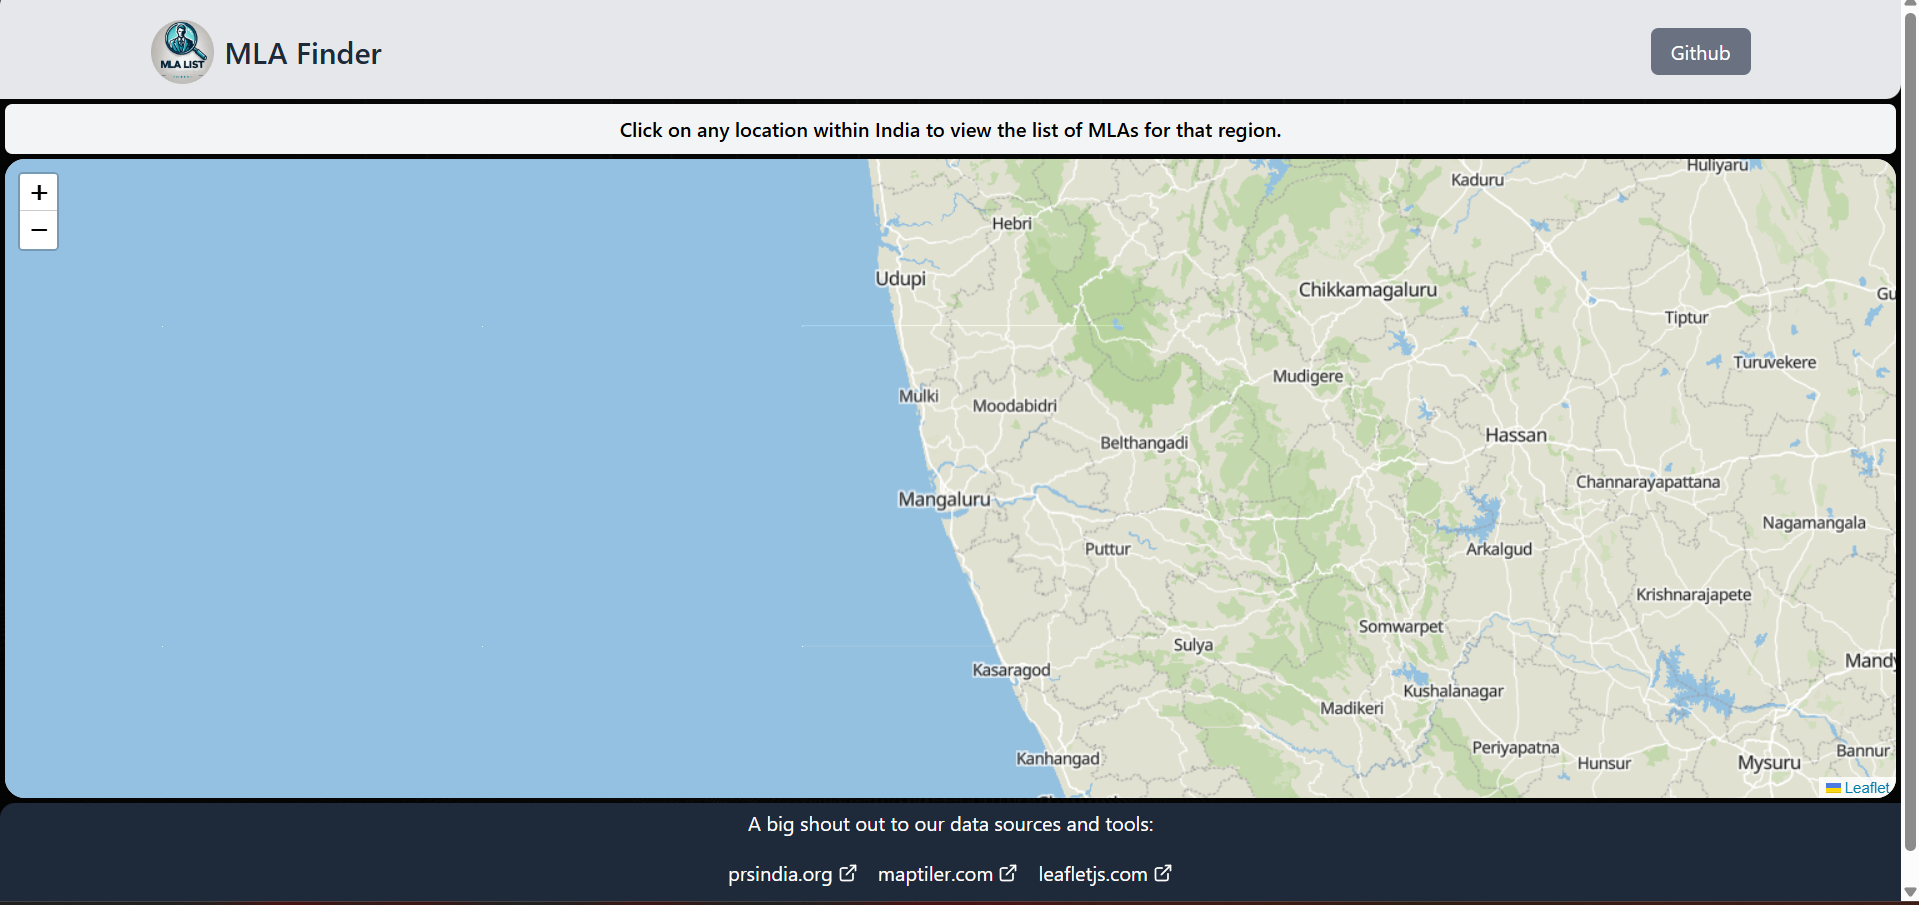 MLA LIST
MLA Finder
Github
Click on any location within India to view the list of MLAs for that region.
+
−
Huliyaru
Kaduru
Hebri
Udupi
Chikkamagaluru
Gu
Tiptur
Turuvekere
Mudigere
Mulki
Moodabidri
Hassan
Belthangadi
Channarayapattana
Mangaluru
Nagamangala
Puttur
Arkalgud
Krishnarajapete
Somwarpet
Sulya
Mandy
Kasaragod
Kushalanagar
Madikeri
Periyapatna
Bannur
Kanhangad
Hunsur
Mysuru
Leaflet
A big shout out to our data sources and tools:
prsindia.org maptiler.com leafletjs.com